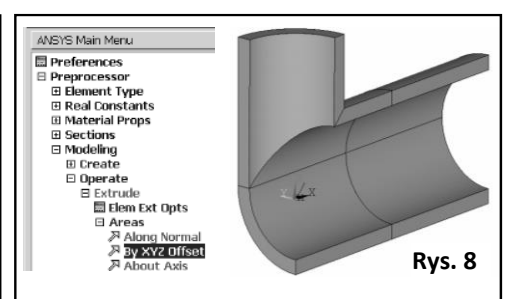 ANSYS Main Menu
Preferences
Preprocessor
Element Type
Real Constants
Material Props
Sections
Modeling
Create
Operate
Extrude
Elem Ext Opts
Areas
Along Normal
By XYZ Offset
About Axis
X
Rys. 8